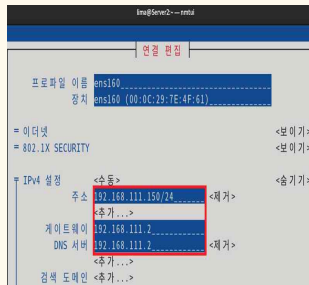 lima@Server2:~ — nmtui
연결 편집
프로파일 이름 ens160
장치 ens160 (00:0C:29:7E:4F:61)
= 이더넷 <보이기>
= 802.1X SECURITY <보이기>
= IPv4 설정 <수동> <숨기기>
주소 192.168.111.150/24 <제거>
<추가...>
게이트웨이 192.168.111.2
DNS 서버 192.168.111.2 <제거>
<추가...>
검색 도메인 <추가...>